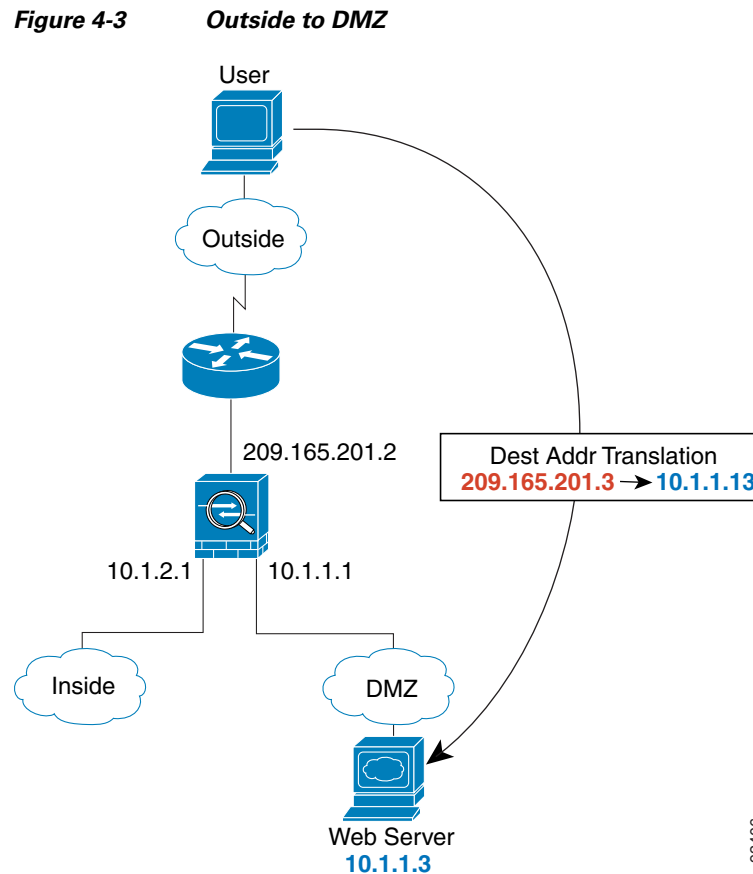 Figure 4-3 Outside to DMZ
User
Outside
209.165.201.2
Dest Addr Translation
209.165.201.3 10.1.1.13
10.1.2.1 10.1.1.1
Inside
DMZ
Web Server
10.1.1.3